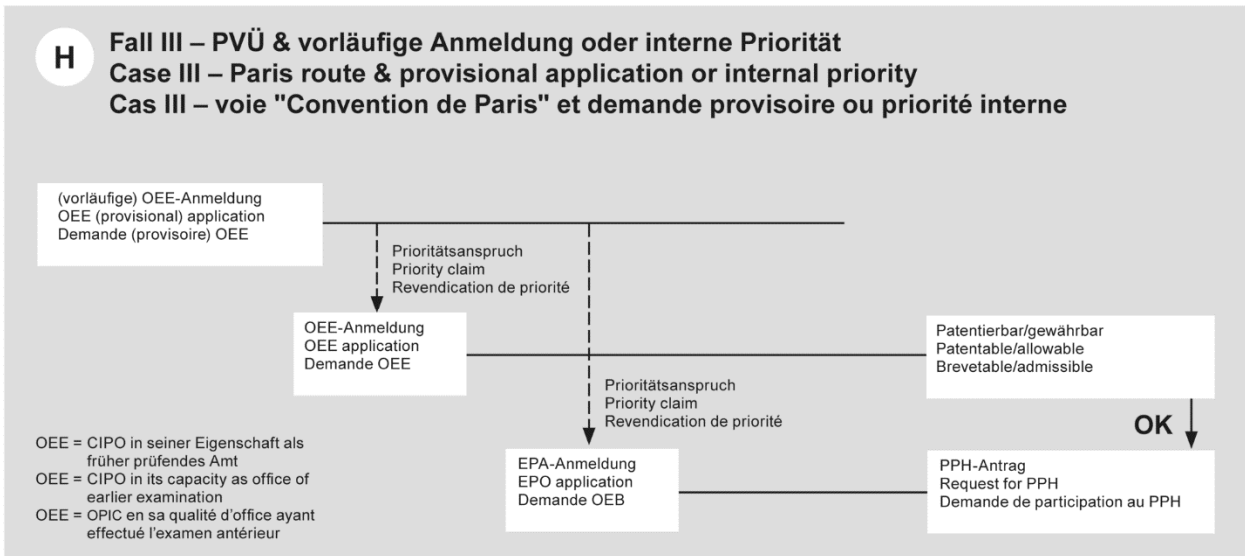 H
Fall III – PVÜ & vorläufige Anmeldung oder interne Priorität
Case III – Paris route & provisional application or internal priority
Cas III – voie "Convention de Paris" et demande provisoire ou priorité interne
(vorläufige) OEE-Anmeldung
OEE (provisional) application
Demande (provisoire) OEE
Prioritätsanspruch
Priority claim
Revendication de priorité
OEE-Anmeldung
OEE application
Demande OEE
Patentierbar/gewährbar
Patentable/allowable
Brevetable/admissible
Prioritätsanspruch
Priority claim
Revendication de priorité
OK
OEE = CIPO in seiner Eigenschaft als
früher prüfendes Amt
OEE = CIPO in its capacity as office of
earlier examination
OEE = OPIC en sa qualité d'office ayant
effectué l'examen antérieur
EPA-Anmeldung
EPO application
Demande OEB
PPH-Antrag
Request for PPH
Demande de participation au PPH